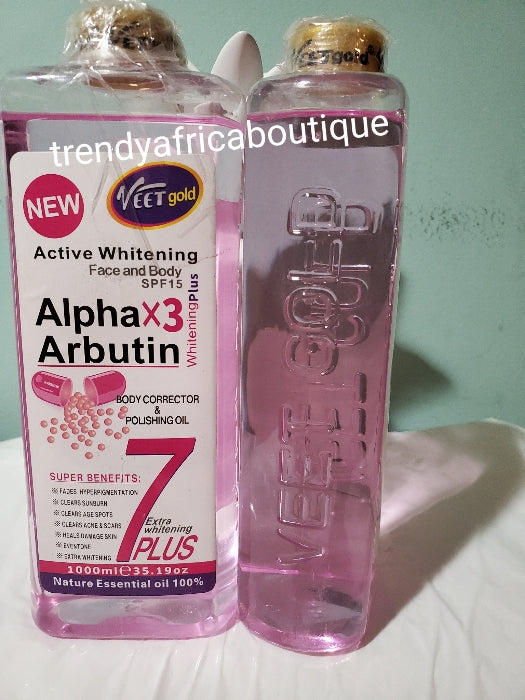 VEETgold
trendyafricaboutique
NEW
VEET gold
Active Whitening
Face and Body
SPF15
Alpha x3
Arbutin
WhiteningPlus
BODY CORRECTOR
&
POLISHING OIL
7
Extra
whitening
PLUS
SUPER BENEFITS:
※ FADES HYPERPIGMENTATION
※ CLEARS SUNBURN
※ CLEARS AGE SPOTS
※ CLEARS ACNE & SCARS
※ HEALS DAMAGE SKIN
※ EVENTONE
※ EXTRA WHITENING
1000ml℮35.19oz
Nature Essential oil 100%
VEET GOLD